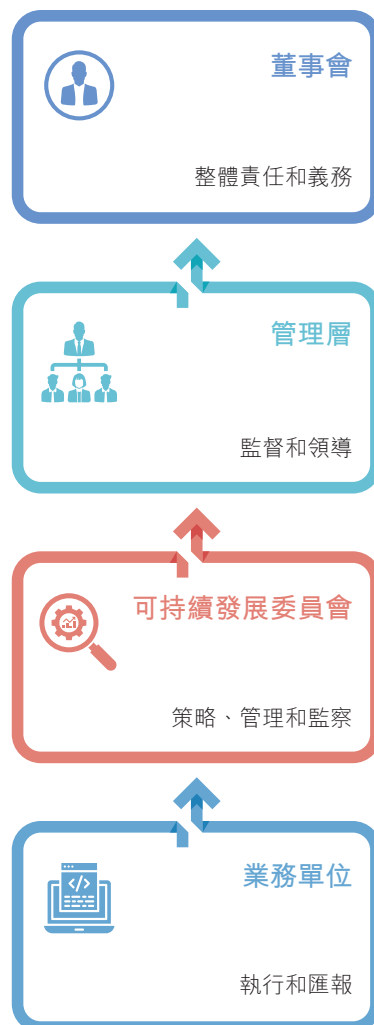 董事會
整體責任和義務
管理層
監督和領導
可持續發展委員會
策略、管理和監察
業務單位
</>
執行和匯報